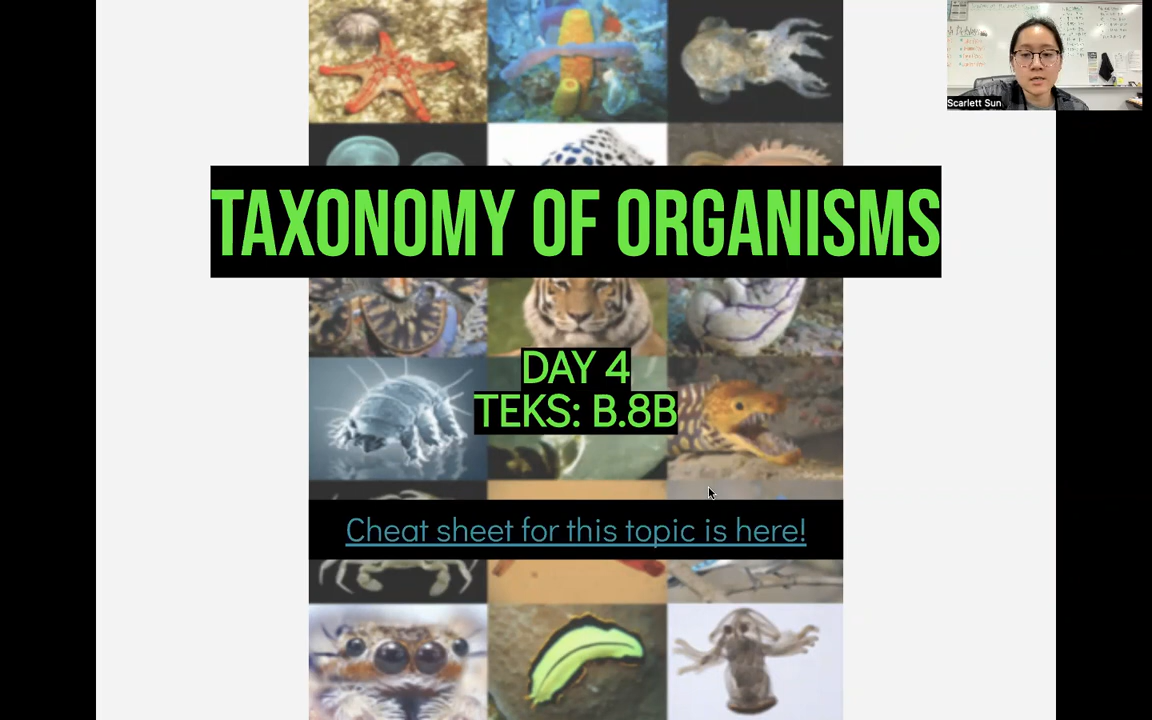 Scarlett Sun
TAXONOMY OF ORGANISMS
DAY 4
TEKS: B.8B
Cheat sheet for this topic is here!